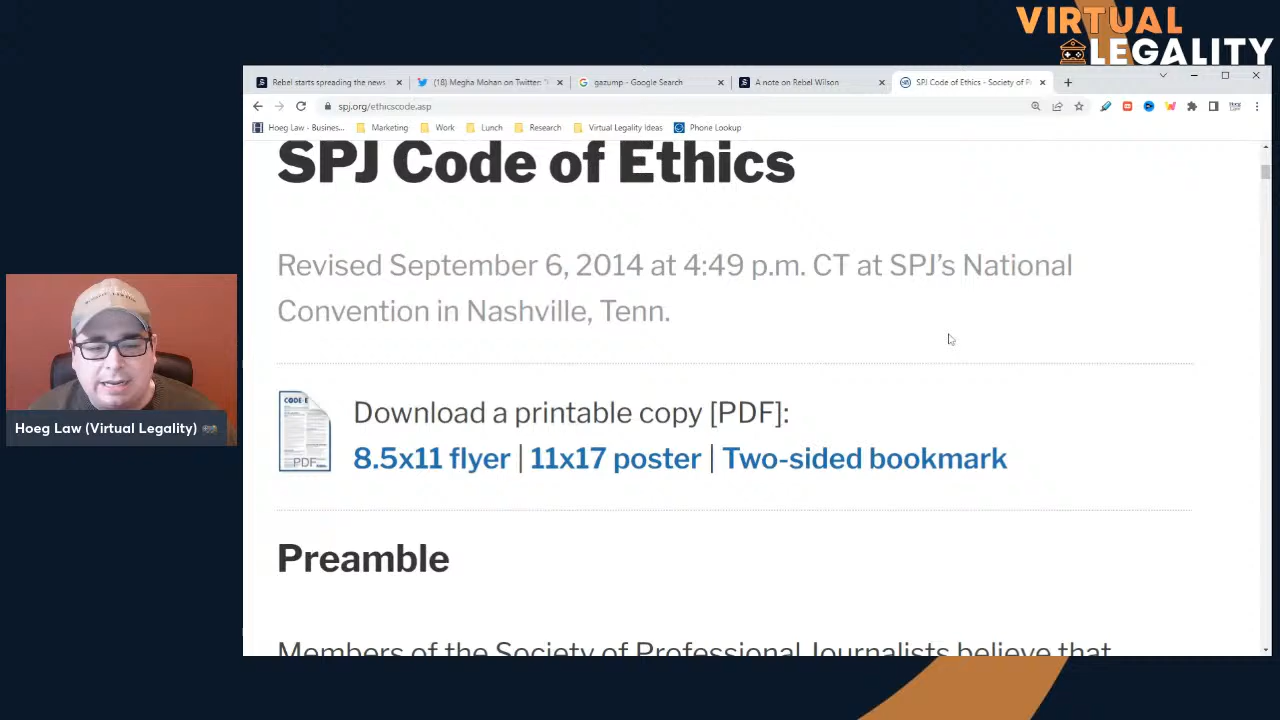 VIRTUAL
LEGALITY
Rebel starts spreading the news
(18) Megha Mohan on Twitter: "I
gazump - Google Search
A note on Rebel Wilson
SPJ Code of Ethics - Society of P
spj.org/ethicscode.asp
Hoeg Law - Busines...
Marketing
Work
Lunch
Research
Virtual Legality Ideas
Phone Lookup
SPJ Code of Ethics
Revised September 6, 2014 at 4:49 p.m. CT at SPJ's National
Convention in Nashville, Tenn.
CODE
PDF
Download a printable copy [PDF]:
8.5x11 flyer | 11x17 poster | Two-sided bookmark
Preamble
Members of the Society of Professional Journalists believe that
Hoeg Law (Virtual Legality)